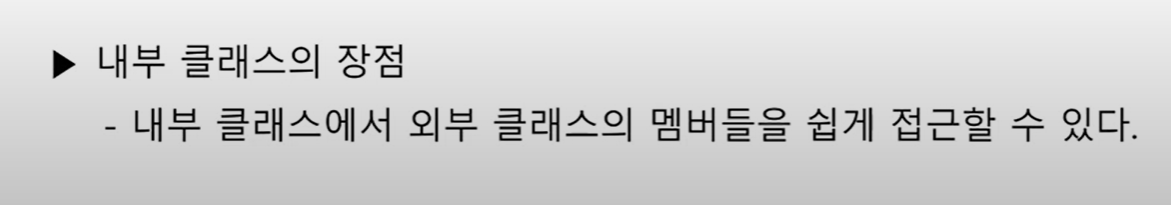 ▶ 내부 클래스의 장점
- 내부 클래스에서 외부 클래스의 멤버들을 쉽게 접근할 수 있다.